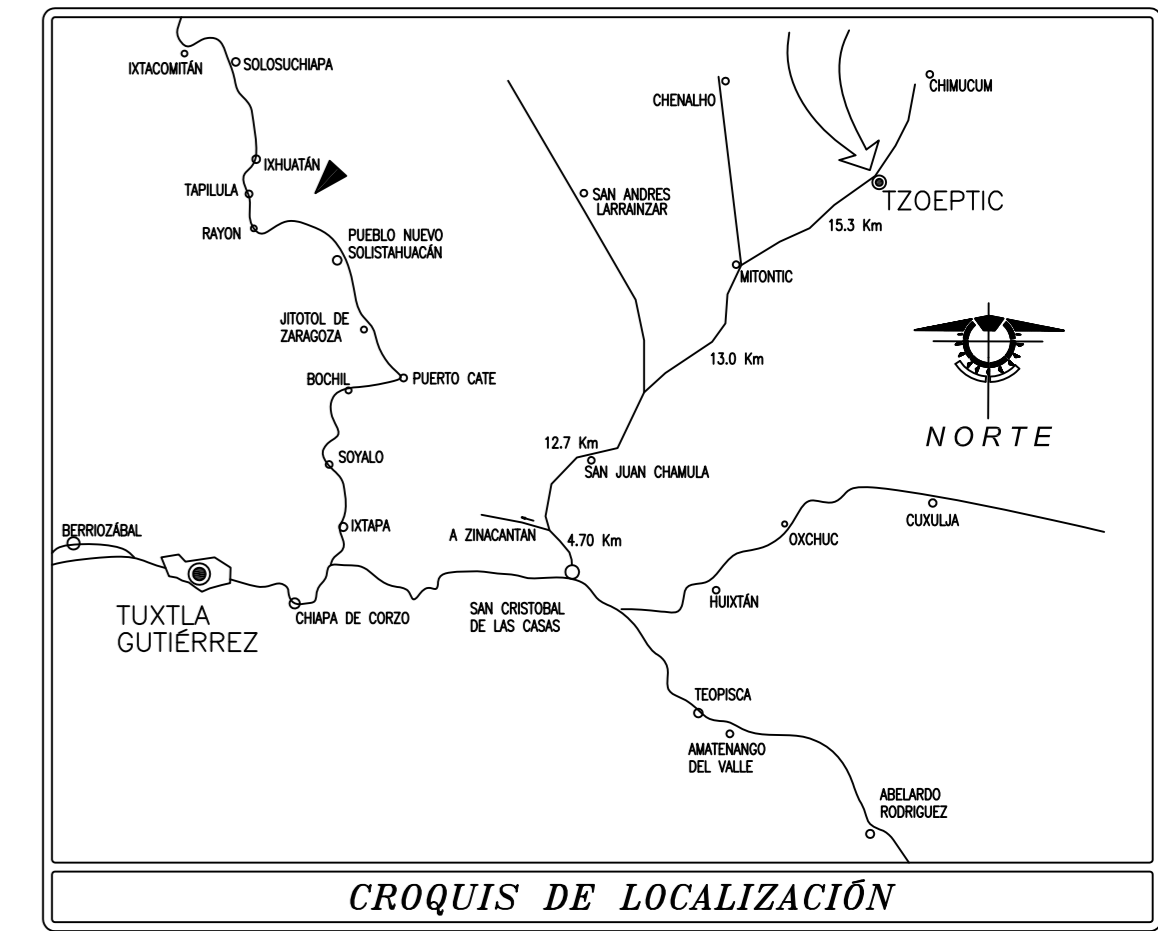 IXTACOMITÁN
SOLOSUCHIAPA
CHENALHO
CHIMUCUM
IXHUATÁN
TAPILULA
SAN ANDRES
LARRAINZAR
TZOEPTIC
RAYON
PUEBLO NUEVO
SOLISTAHUACÁN
15.3 Km
MITONTIC
JITOTOL DE
ZARAGOZA
13.0 Km
BOCHIL
PUERTO CATE
NORTE
12.7 Km
SOYALO
SAN JUAN CHAMULA
BERRIOZÁBAL
IXTAPA
A ZINACANTAN
4.70 Km
OXCHUC
CUXULJA
TUXTLA
GUTIÉRREZ
CHIAPA DE CORZO
SAN CRISTOBAL
DE LAS CASAS
HUIXTÁN
TEOPISCA
AMATENANGO
DEL VALLE
ABELARDO
RODRIGUEZ
CROQUIS DE LOCALIZACIÓN